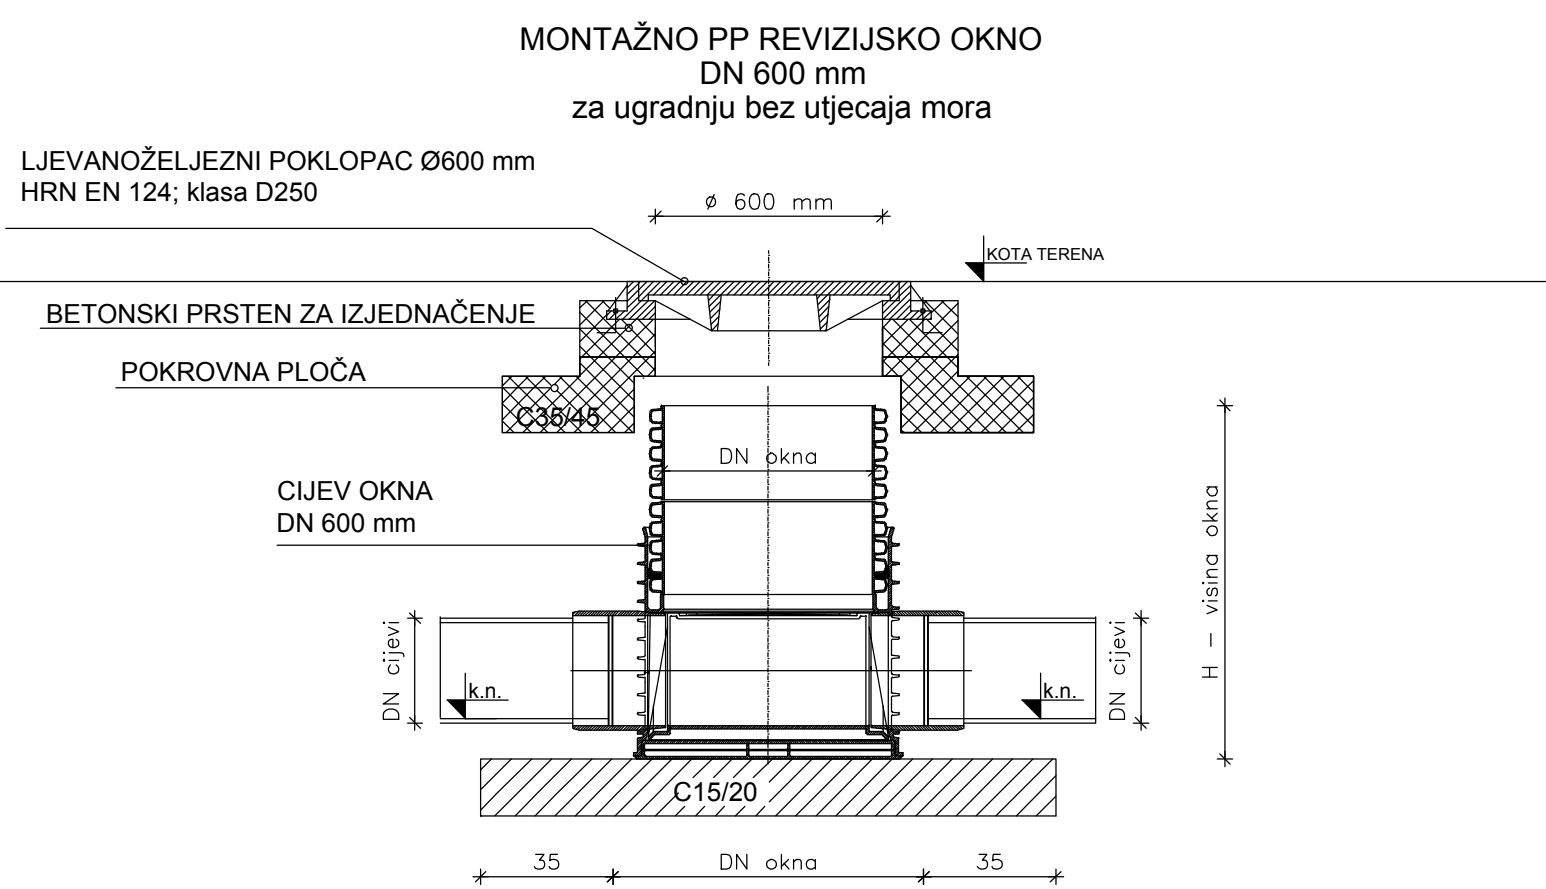 MONTAŽNO PP REVIZIJSKO OKNO
DN 600 mm
za ugradnju bez utjecaja mora
LJEVANOŽELJEZNI POKLOPAC Ø600 mm
HRN EN 124; klasa D250
ø 600 mm
KOTA TERENA
BETONSKI PRSTEN ZA IZJEDNAČENJE
POKROVNA PLOČA
C35/45
DN okna
CIJEV OKNA
DN 600 mm
H – visina okna
DN cijevi
k.n.
k.n.
DN cijevi
C15/20
35
DN okna
35